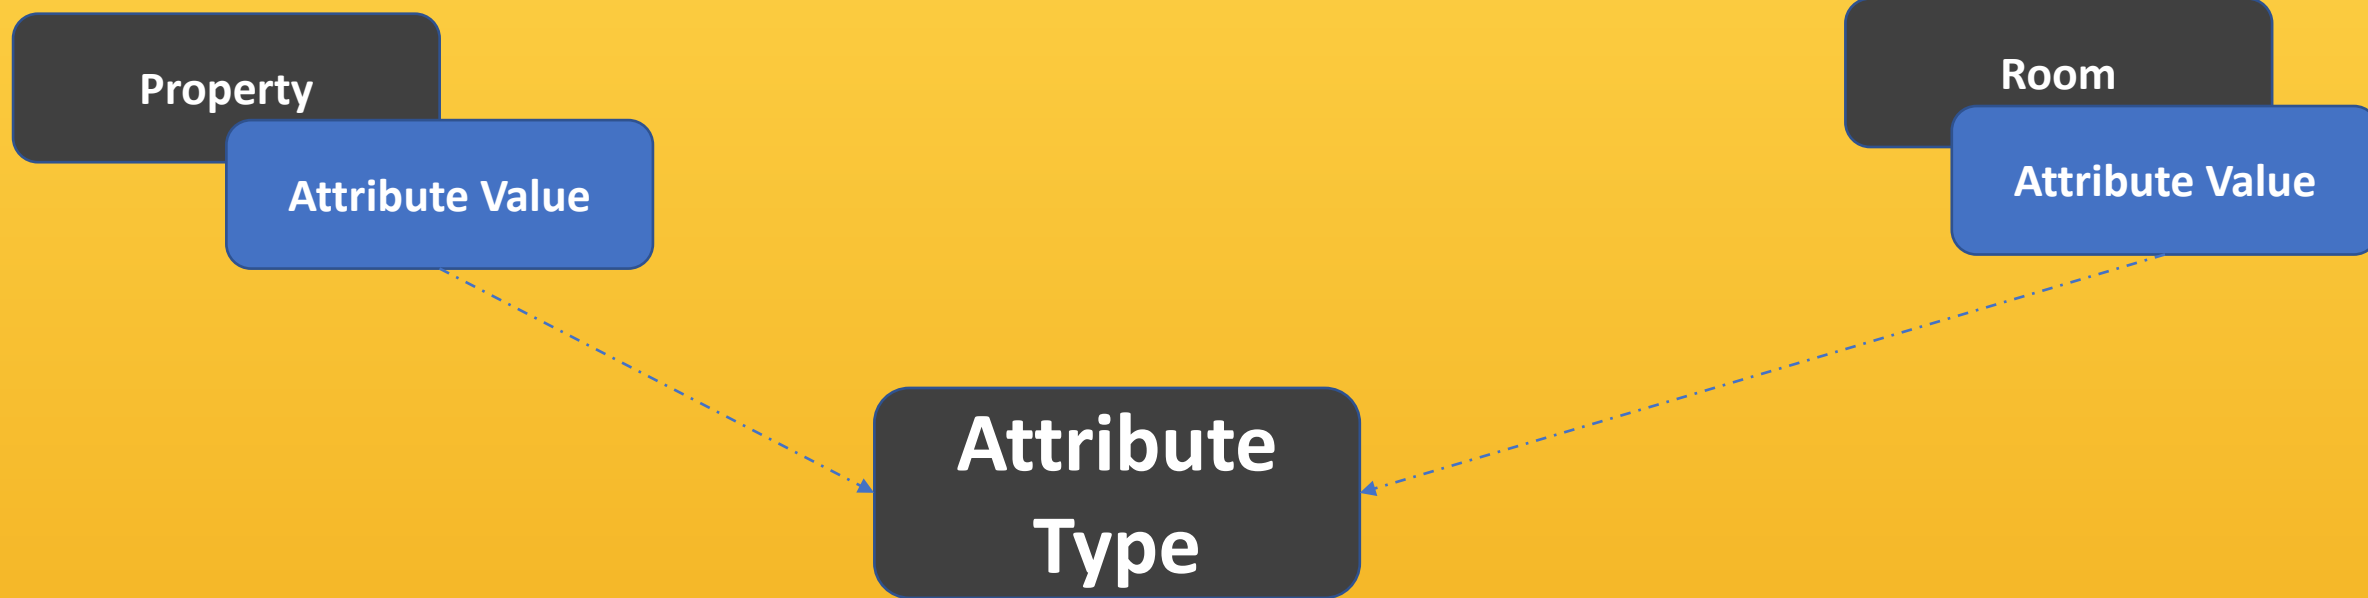 Property
Attribute Value
Room
Attribute Value
Attribute
Type